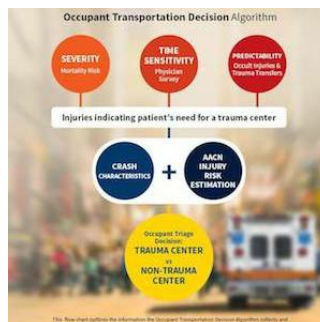 Occupant Transportation Decision Algorithm
SEVERITY
Mortality Risk
TIME
SENSITIVITY
Physician
Survey
PREDICTABILITY
Occult Injuries &
Trauma Transfers
Injuries indicating patient's need for a trauma center
CRASH
CHARACTERISTICS
+
AACN
INJURY
RISK
ESTIMATION
Occupant Triage
Decision:
TRAUMA CENTER
vs
NON-TRAUMA
CENTER
This flow chart outlines the information the Occupant Transportation Decision Algorithm collects and